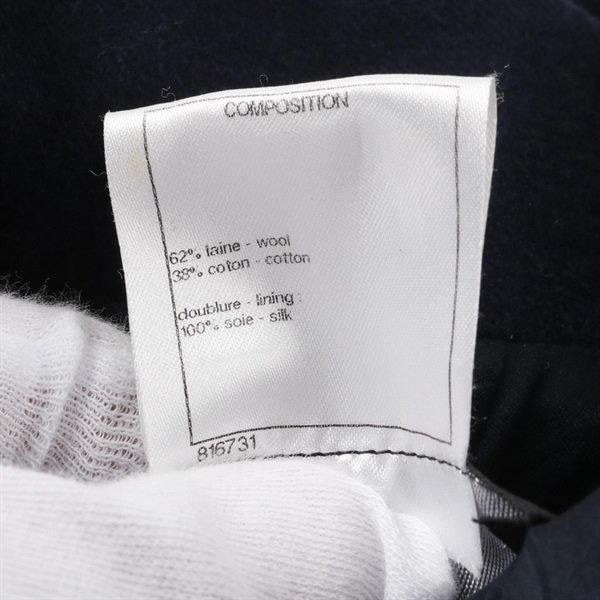 COMPOSITION
62% laine - wool
38% coton - cotton
doublure - lining :
100% soie - silk
816731